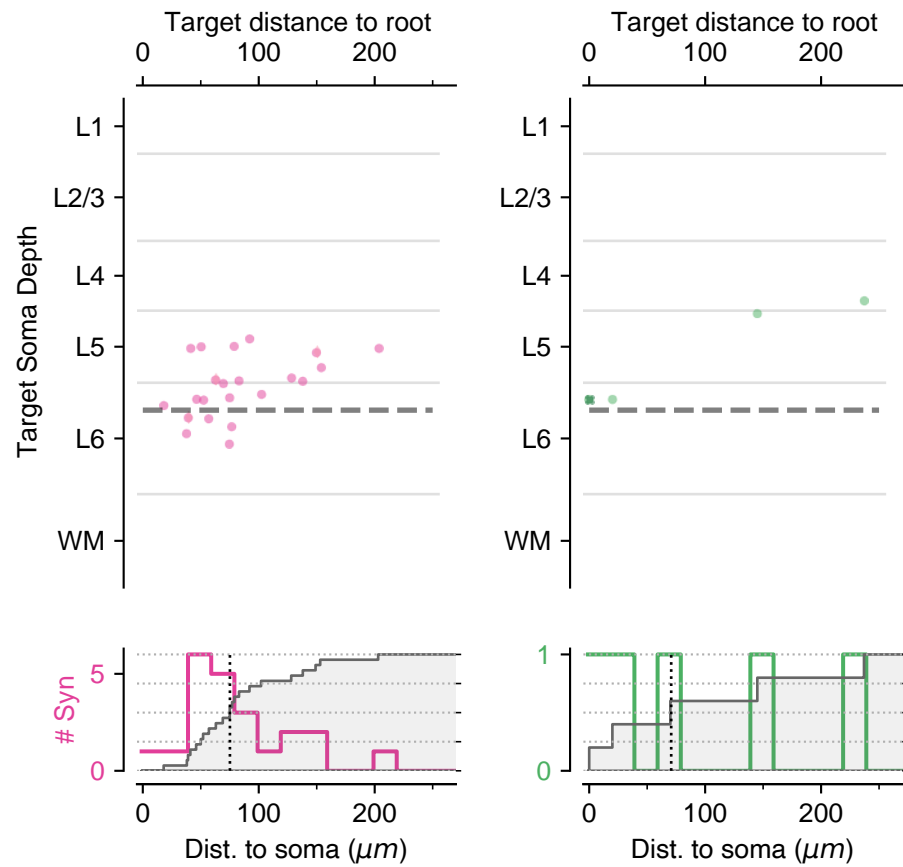 Target distance to root
Target distance to root
0 100 200
0 100 200
Target Soma Depth
L1
L2/3
L4
L5
L6
WM
L1
L2/3
L4
L5
L6
WM
# Syn
5
0
1
0
0 100 200
0 100 200
Dist. to soma (μm)
Dist. to soma (μm)